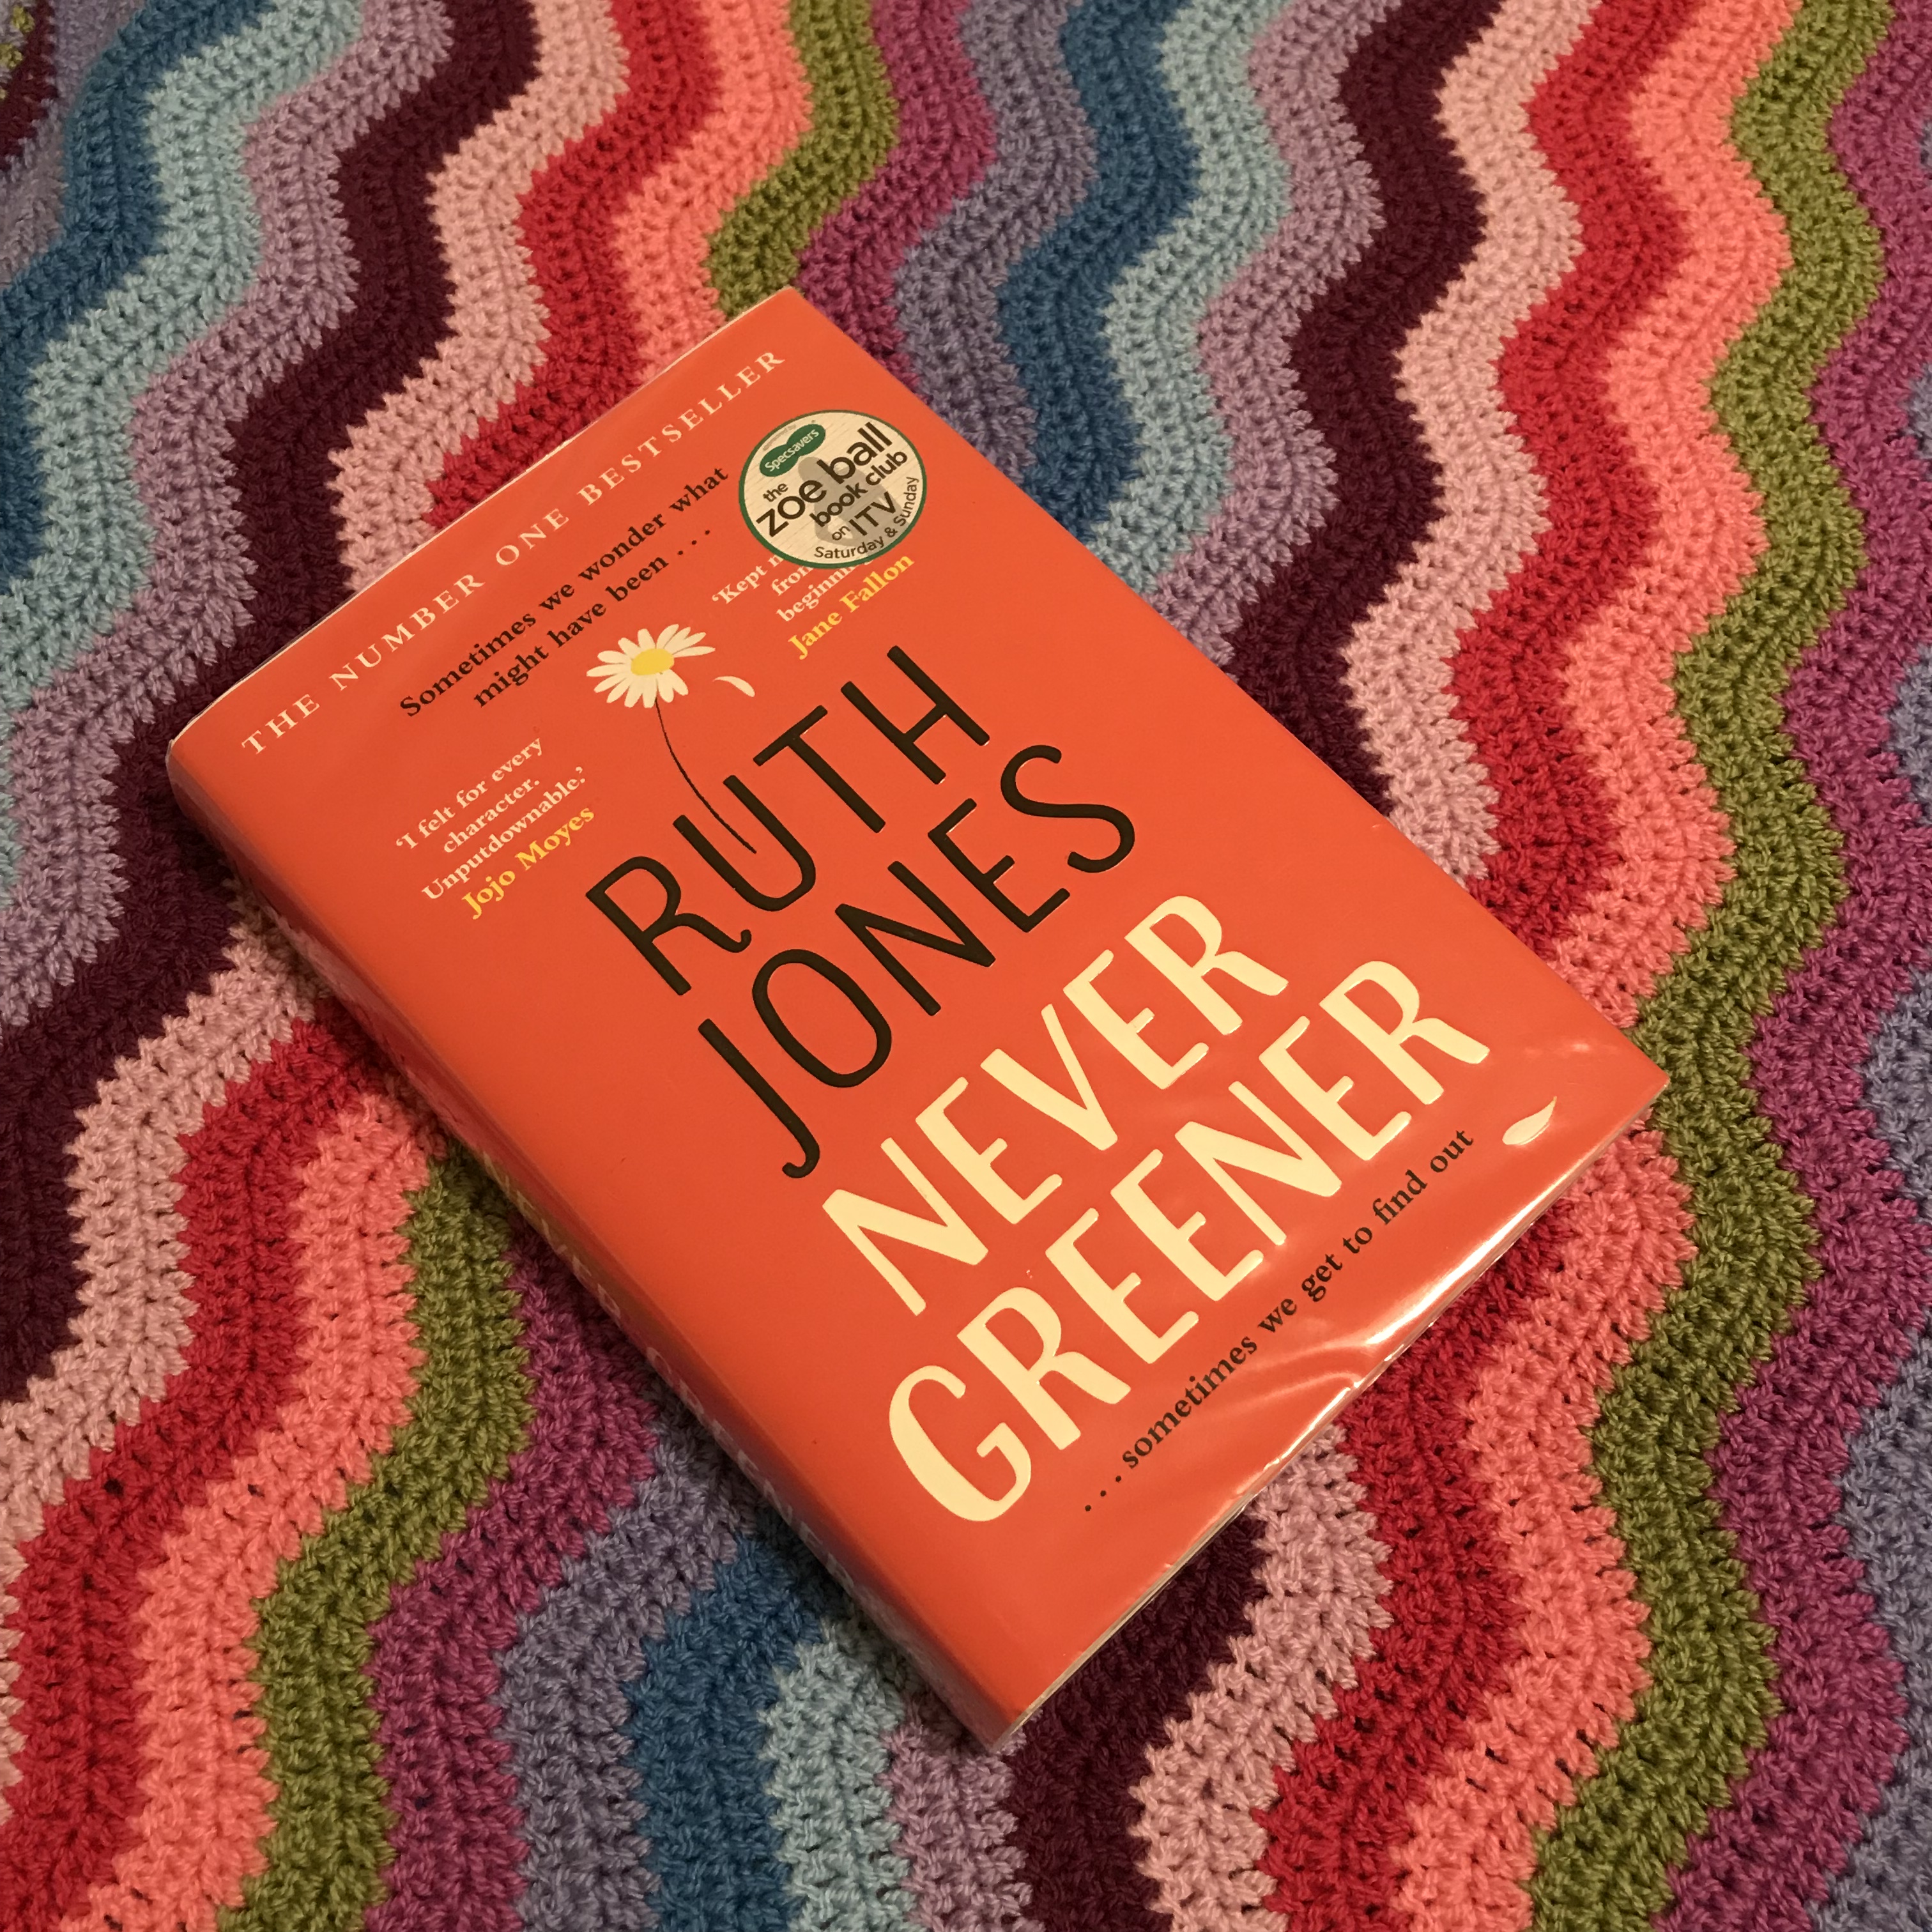 THE NUMBER ONE BESTSELLER
Sometimes we wonder what
might have been . . .
Specsavers
the
zoe ball
book club
on ITV
Saturday & Sunday
‘Kept
from
beginning
Jane Fallon
‘I felt for every
character.
Unputdownable.’
Jojo Moyes
RUTH
JONES
NEVER
GREENER
. . . sometimes we get to find out